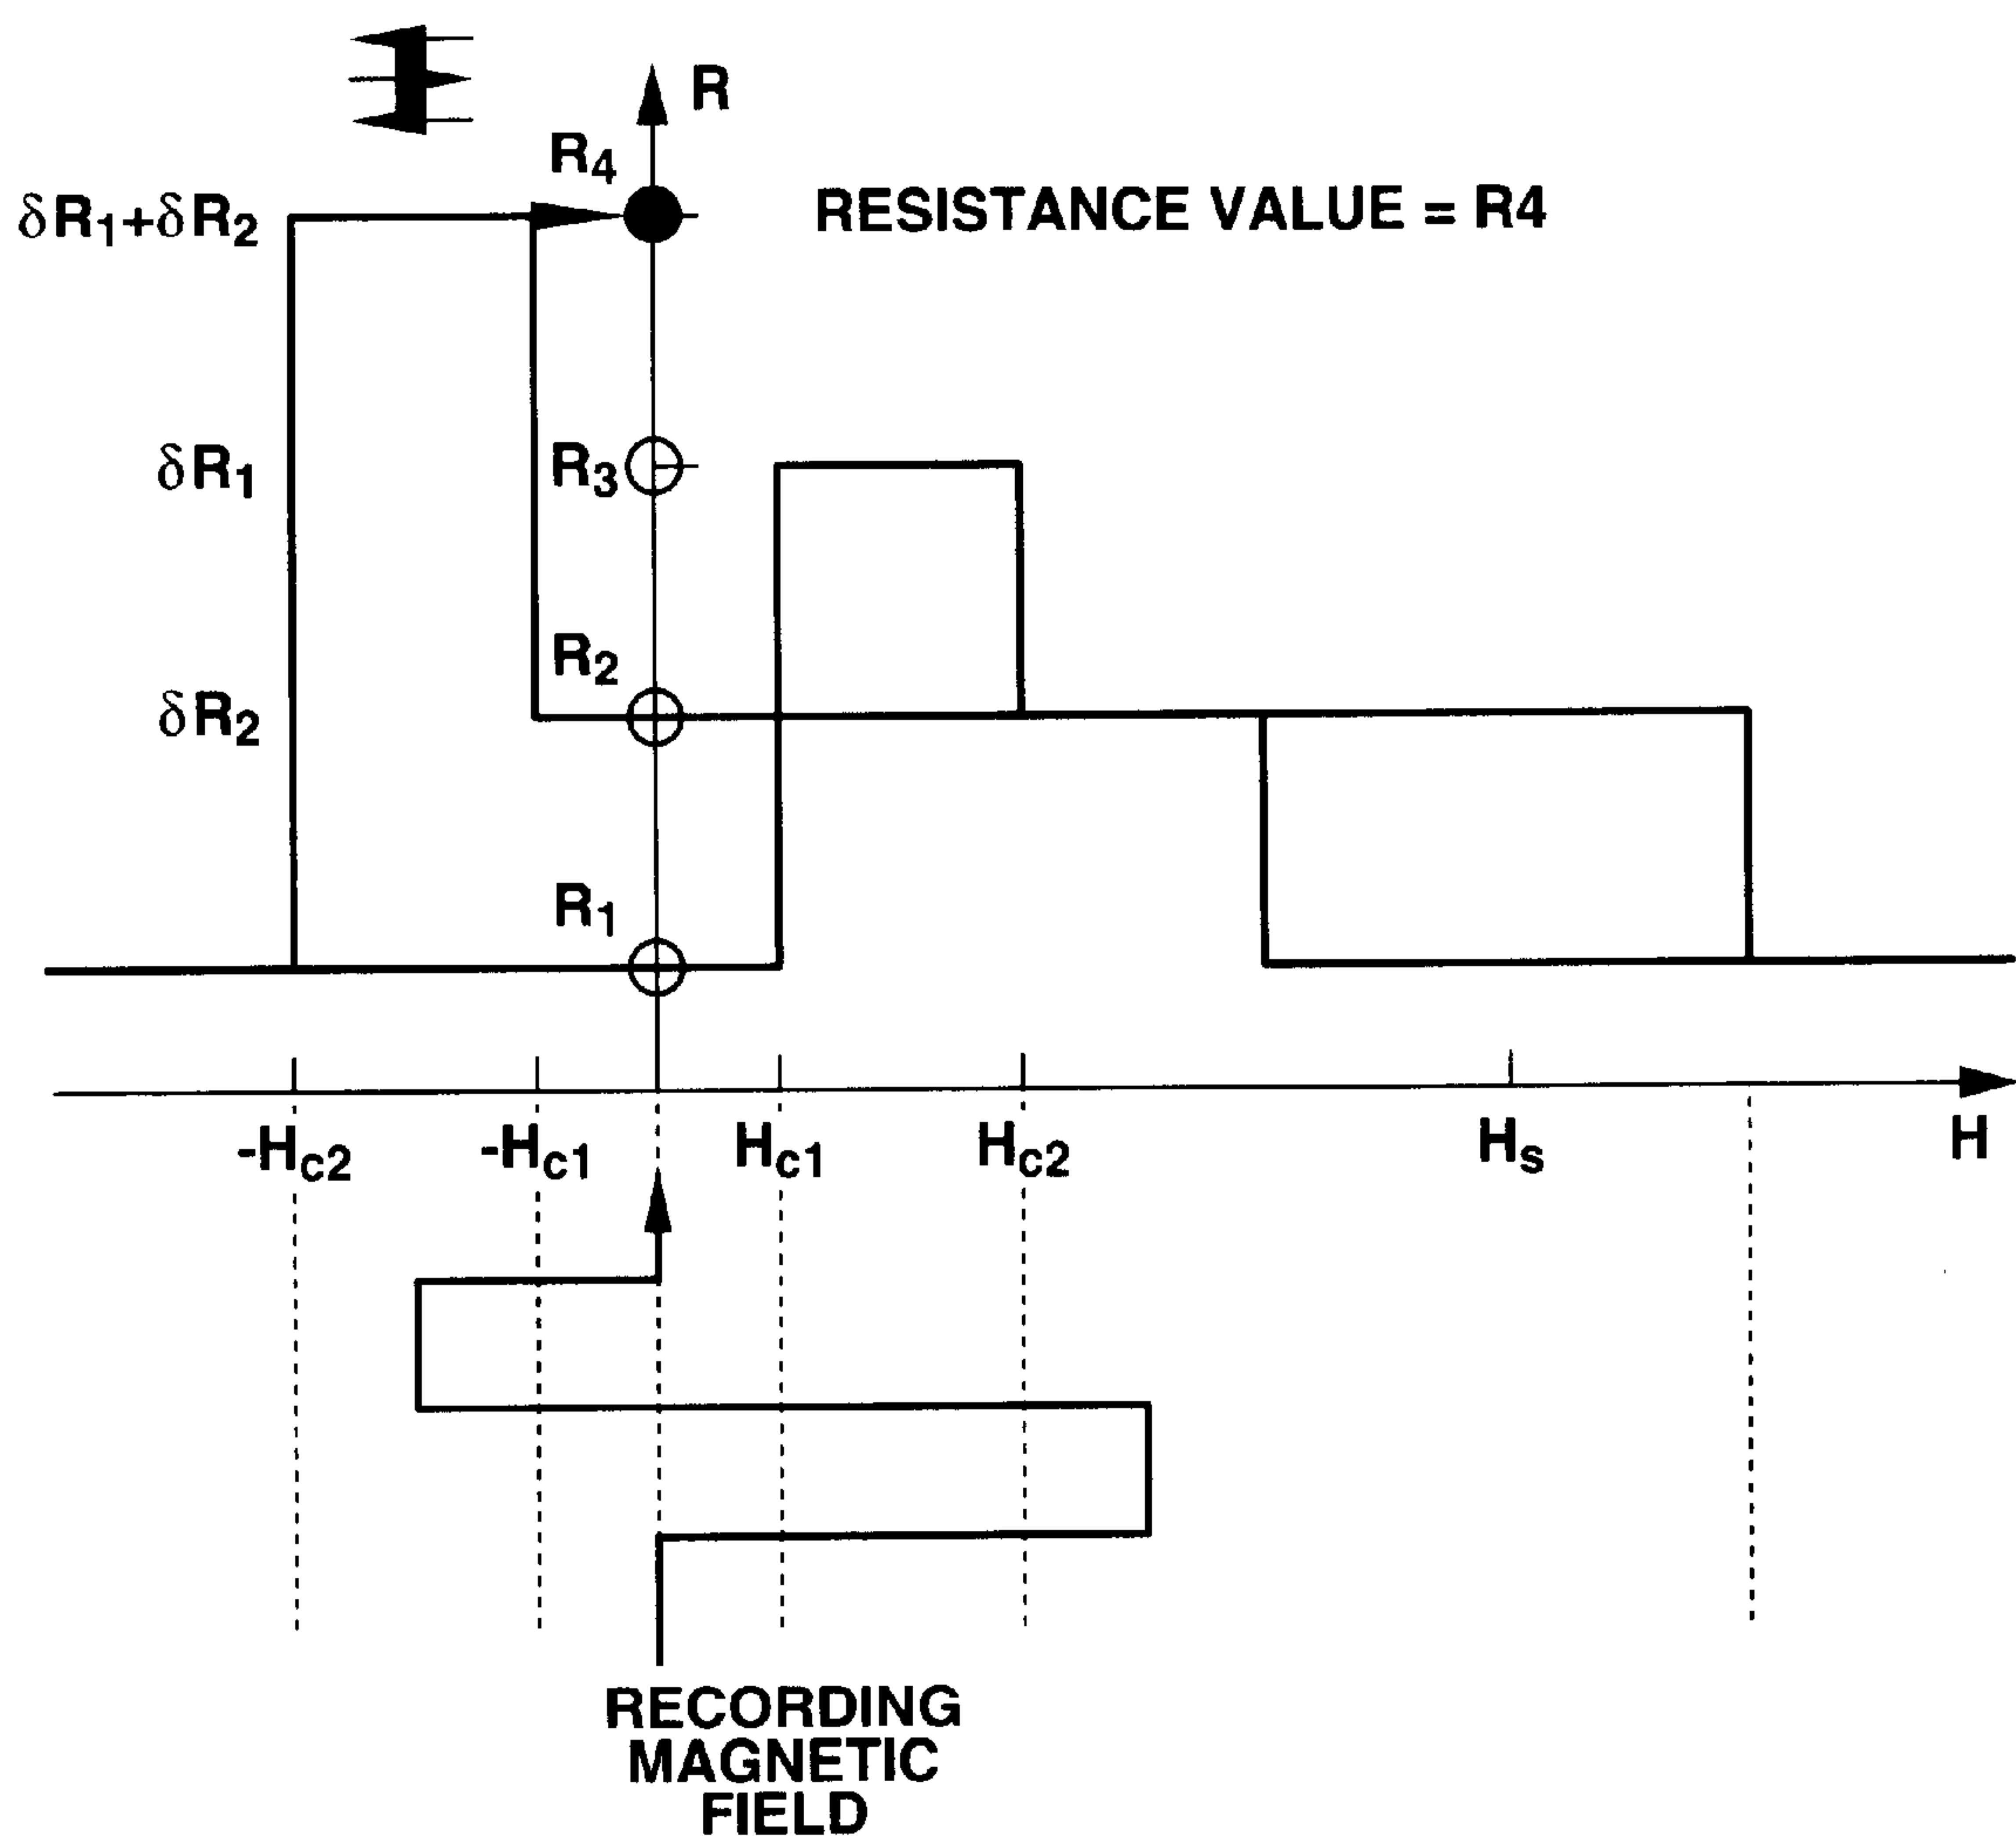 R
R4
δR1+δR2
RESISTANCE VALUE = R4
δR1
R3
R2
δR2
R1
-Hc2
-Hc1
Hc1
Hc2
Hs
H
RECORDING
MAGNETIC
FIELD